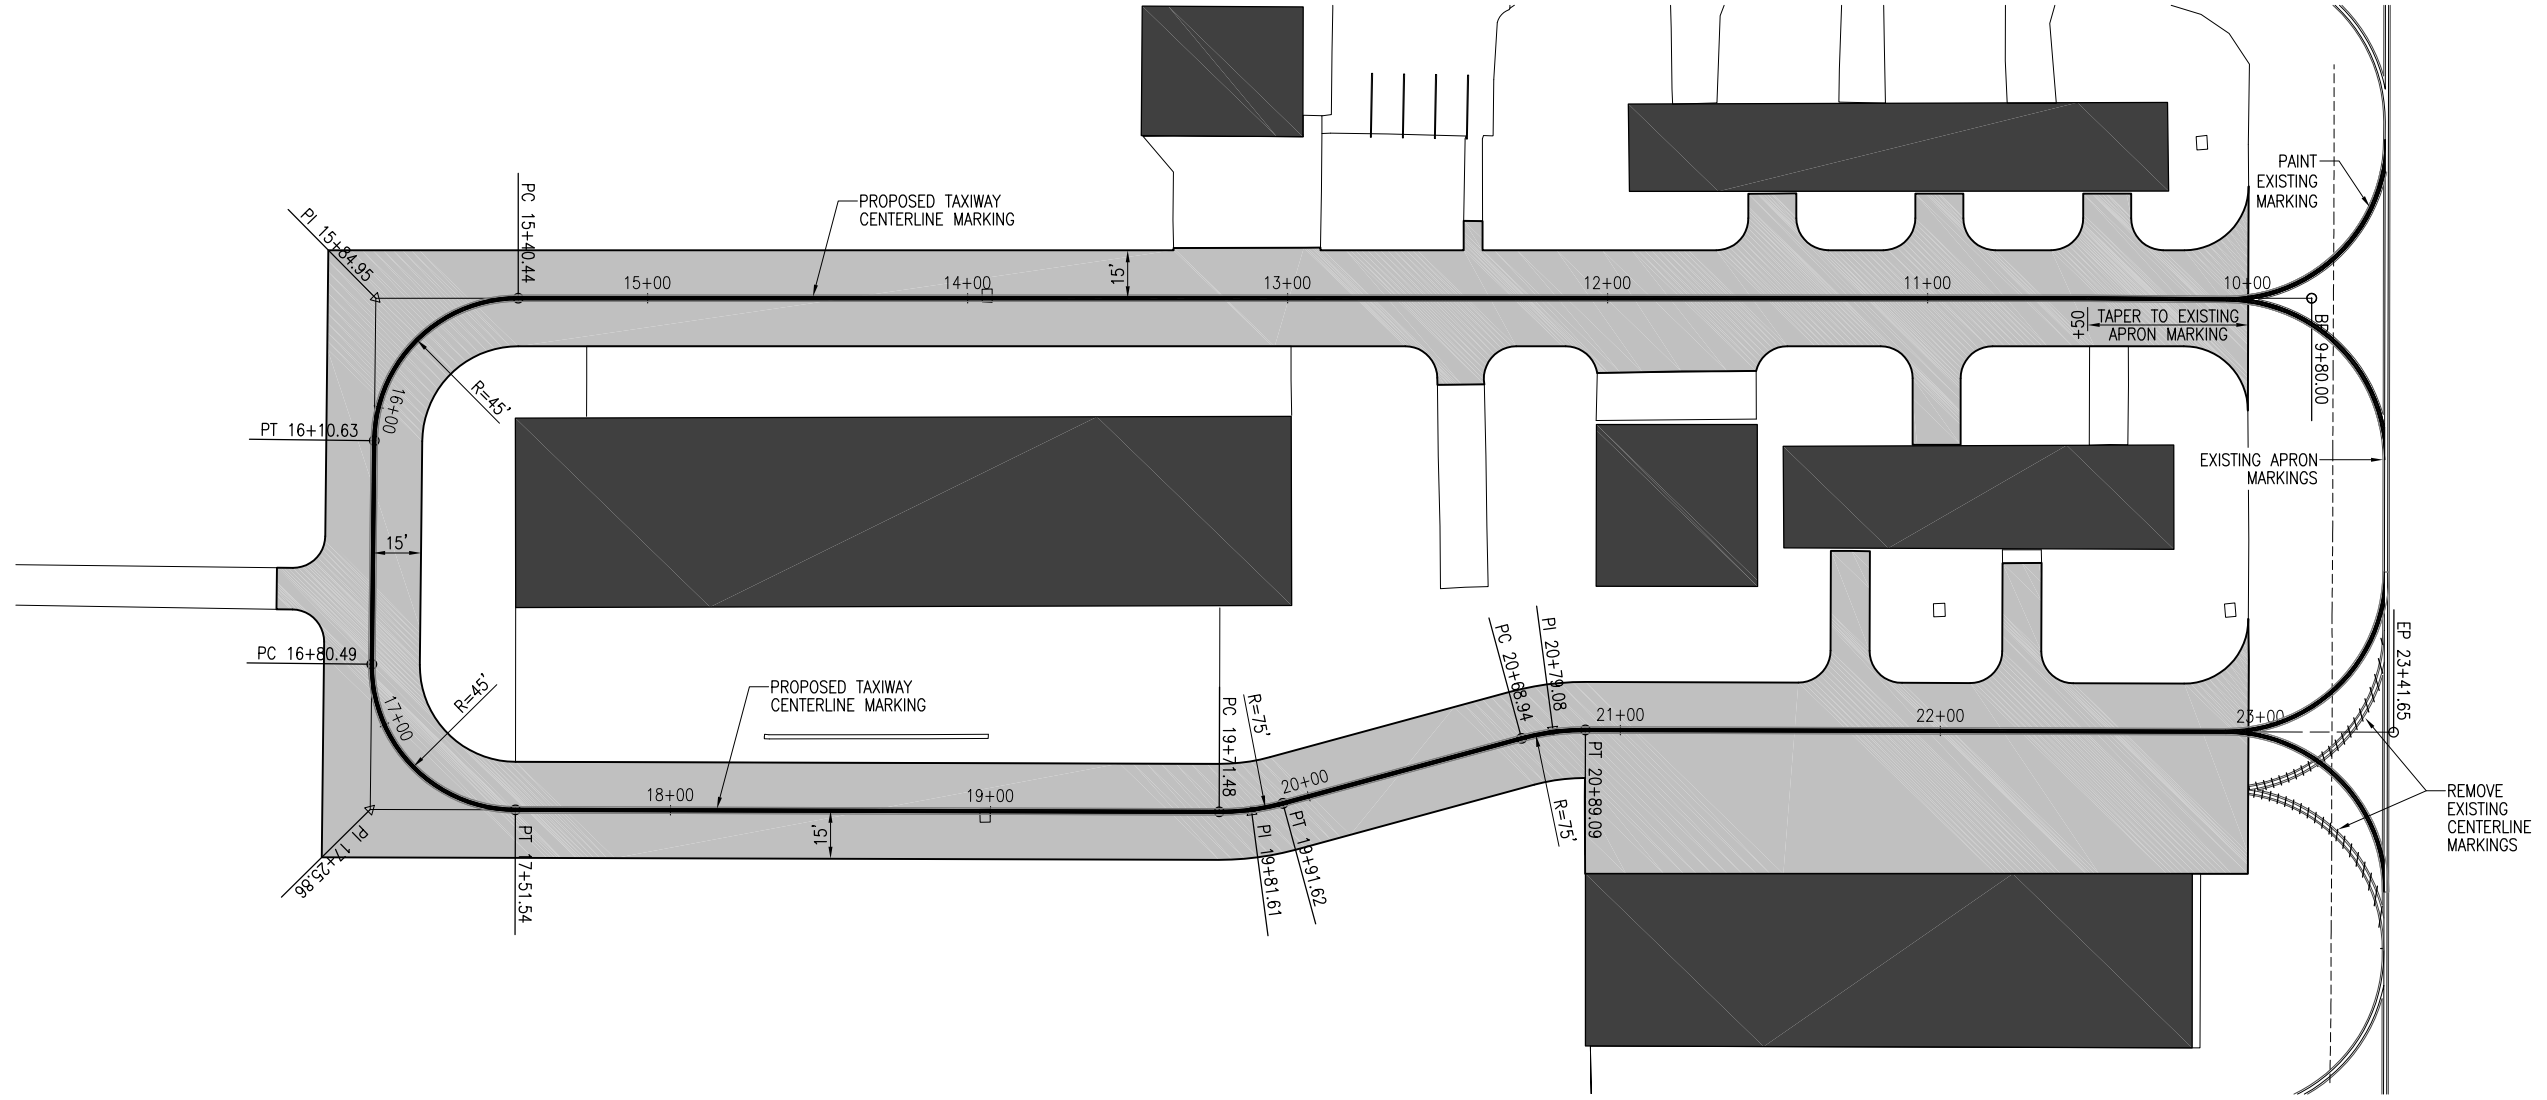 PAINT
EXISTING
MARKING
PROPOSED TAXIWAY
CENTERLINE MARKING
PC 15+40.44
PI 15+84.95
15'
15+00
14+00
13+00
12+00
11+00
10+00
+50
TAPER TO EXISTING
APRON MARKING
BP 9+80.00
R=45'
16+00
PT 16+10.63
EXISTING APRON
MARKINGS
15'
PC 16+80.49
17+00
R=45'
PROPOSED TAXIWAY
CENTERLINE MARKING
PI 17+25.86
PT 17+51.54
18+00
15'
19+00
PC 19+71.48
R=75'
PI 19+81.61
PT 19+91.62
20+00
PC 20+68.94
PI 20+79.08
R=75'
PT 20+89.09
21+00
22+00
23+00
EP 23+41.65
REMOVE
EXISTING
CENTERLINE
MARKINGS